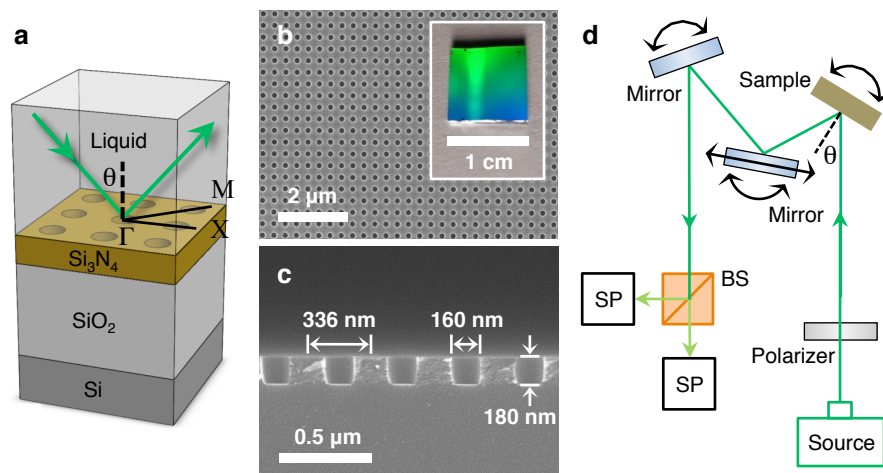 a
Liquid
θ
M
X
Γ
Si₃N₄
SiO₂
Si
b
2 µm
1 cm
c
336 nm
160 nm
180 nm
0.5 µm
d
Mirror
Sample
θ
Mirror
BS
SP
SP
Polarizer
Source